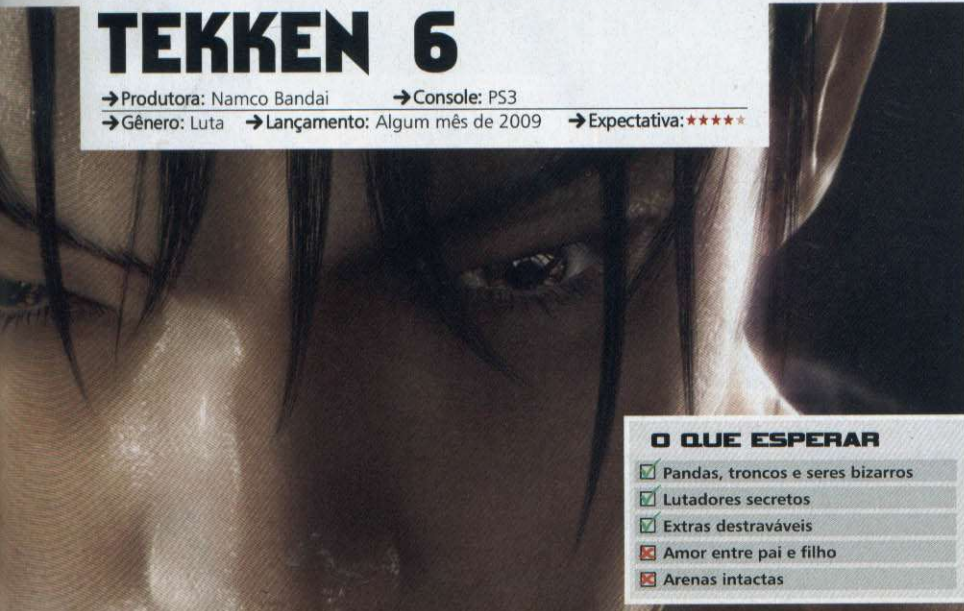 TEKKEN 6
→Produtora: Namco Bandai →Console: PS3
→Gênero: Luta →Lançamento: Algum mês de 2009 →Expectativa:★★★★★
O QUE ESPERAR
Pandas, troncos e seres bizarros
Lutadores secretos
Extras destraváveis
Amor entre pai e filho
Arenas intactas